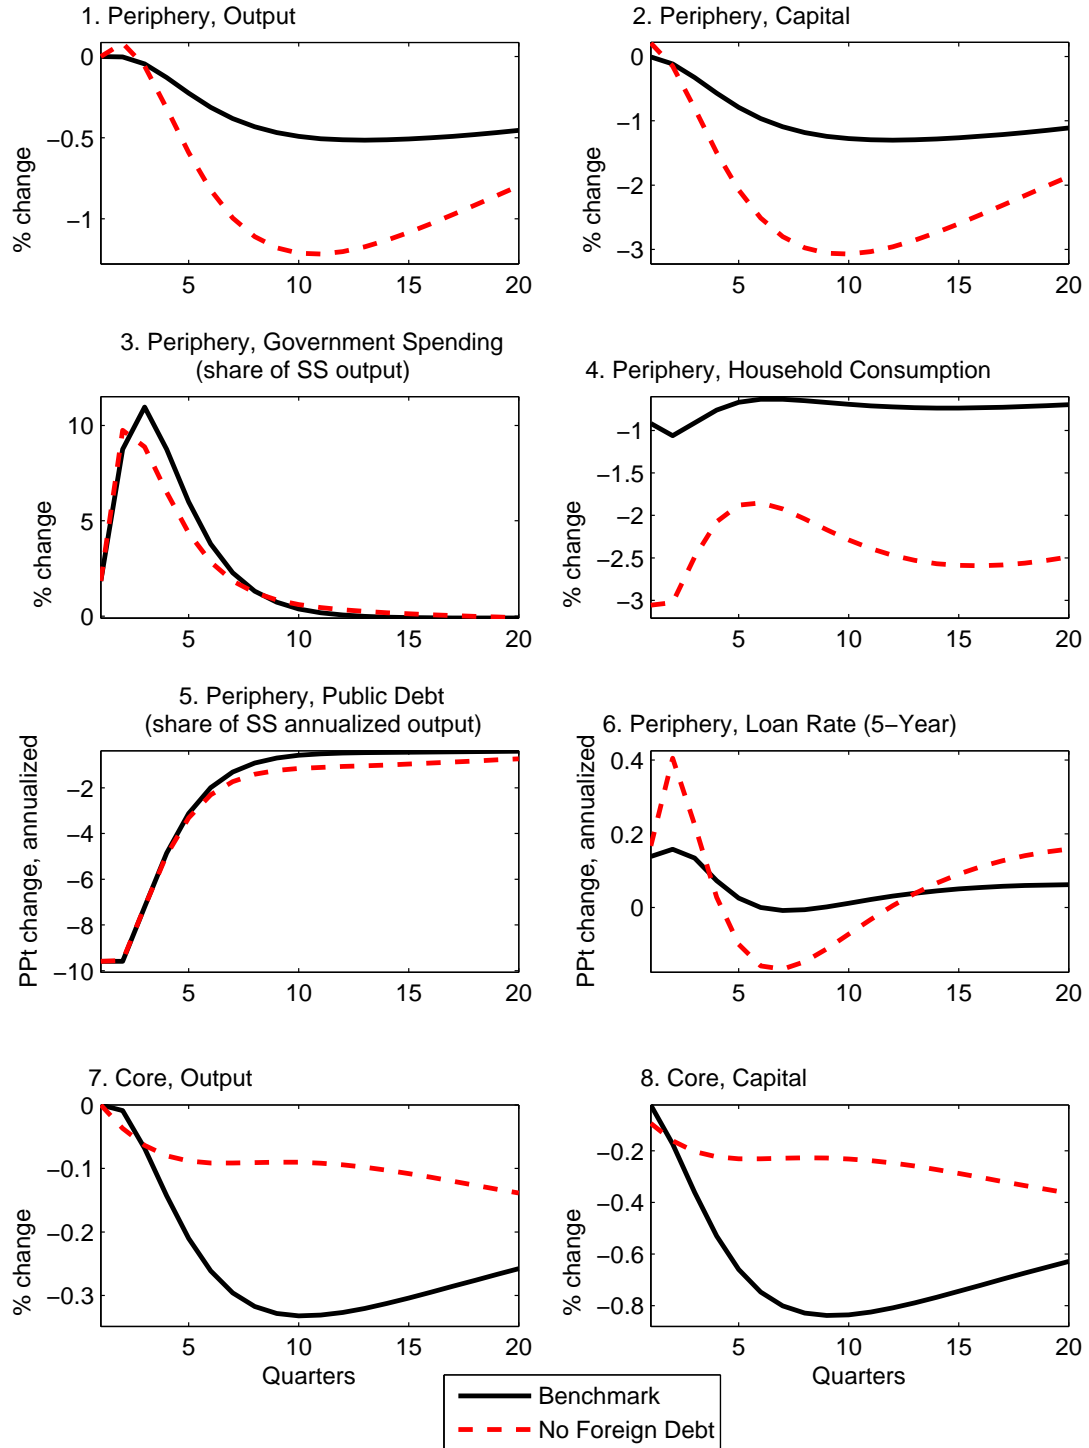 1. Periphery, Output
0
−0.5
−1
% change
5 10 15 20
2. Periphery, Capital
0
−1
−2
−3
% change
5 10 15 20
3. Periphery, Government Spending
(share of SS output)
10
5
0
% change
5 10 15 20
4. Periphery, Household Consumption
−1
−1.5
−2
−2.5
−3
% change
5 10 15 20
5. Periphery, Public Debt
(share of SS annualized output)
−2
−4
−6
−8
−10
PPt change, annualized
5 10 15 20
6. Periphery, Loan Rate (5−Year)
0.4
0.2
0
PPt change, annualized
5 10 15 20
7. Core, Output
0
−0.1
−0.2
−0.3
% change
5 10 15 20
Quarters
8. Core, Capital
−0.2
−0.4
−0.6
−0.8
% change
5 10 15 20
Quarters
Benchmark
No Foreign Debt